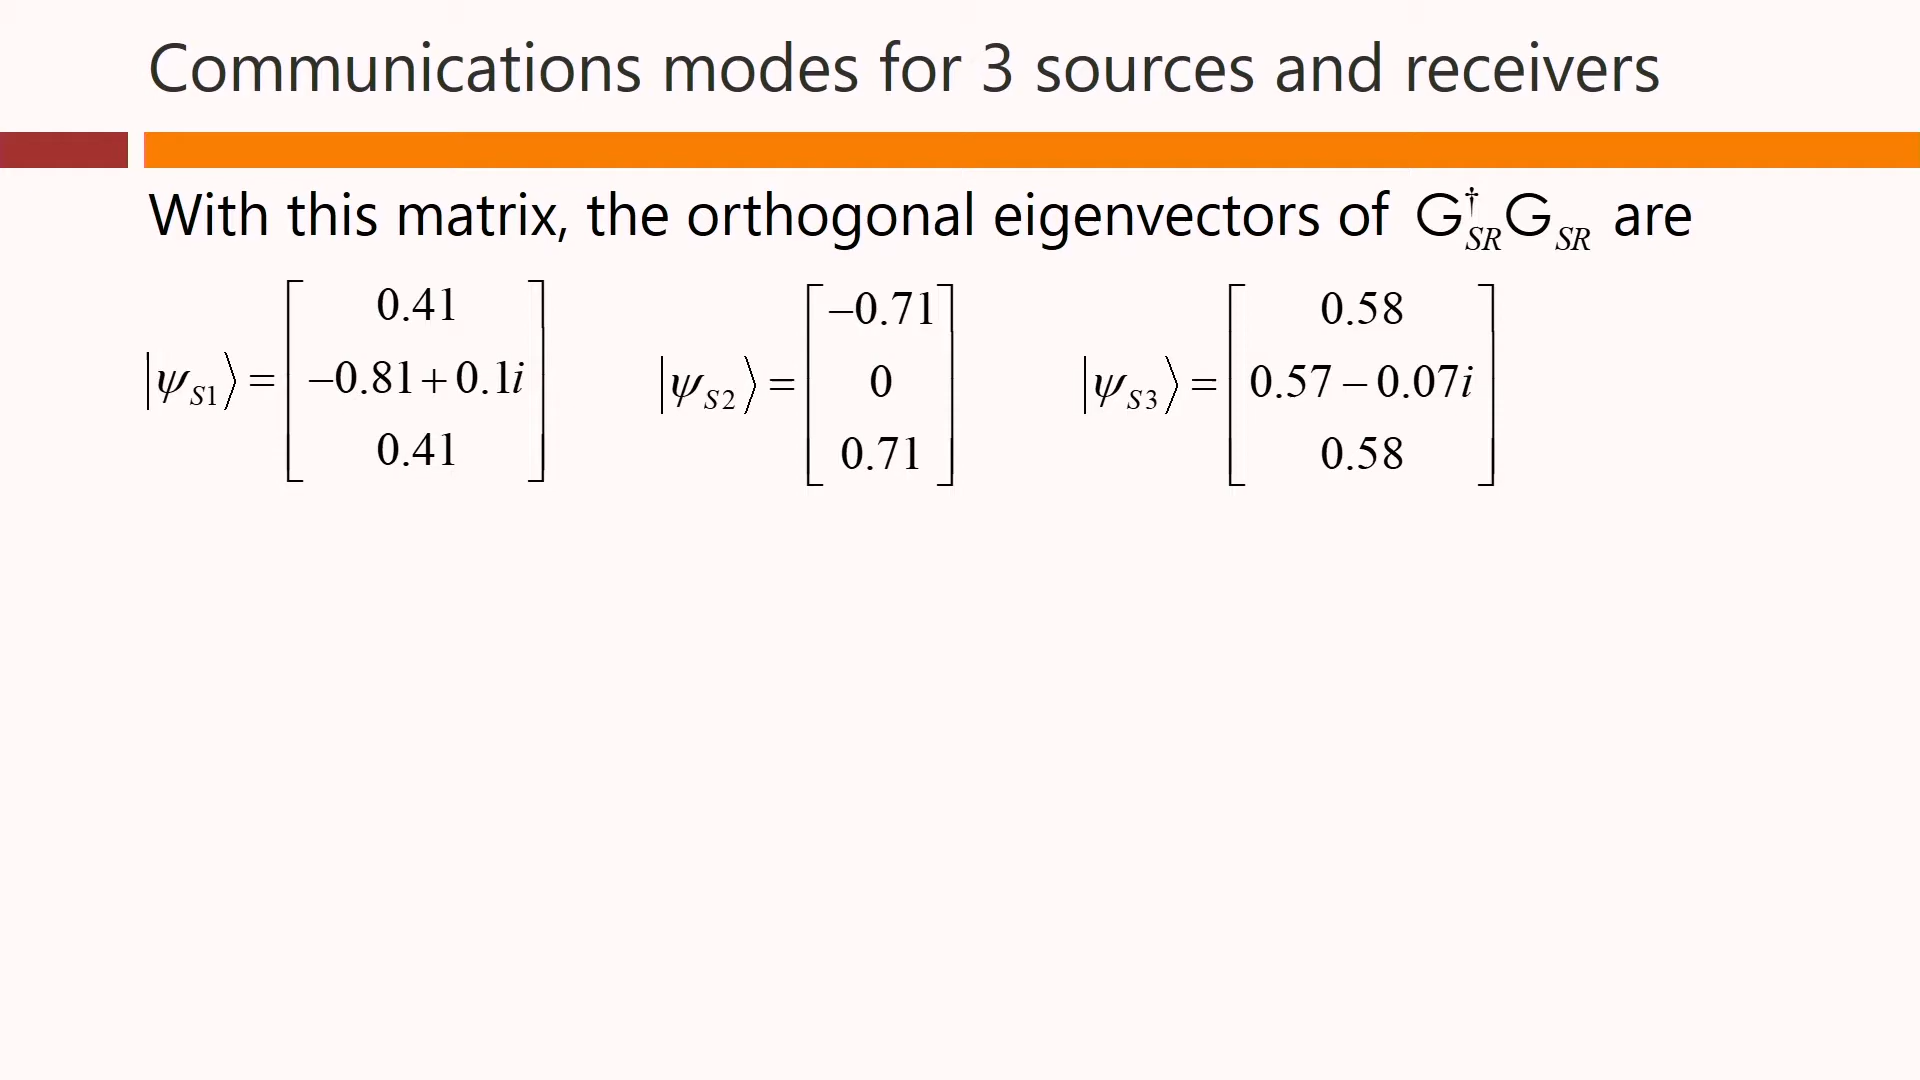 Communications modes for 3 sources and receivers
With this matrix, the orthogonal eigenvectors of G†SR GSR are
|ψS1⟩ = [0.41; –0.81 + 0.1i; 0.41] |ψS2⟩ = [–0.71; 0; 0.71] |ψS3⟩ = [0.58; 0.57 – 0.07i; 0.58]